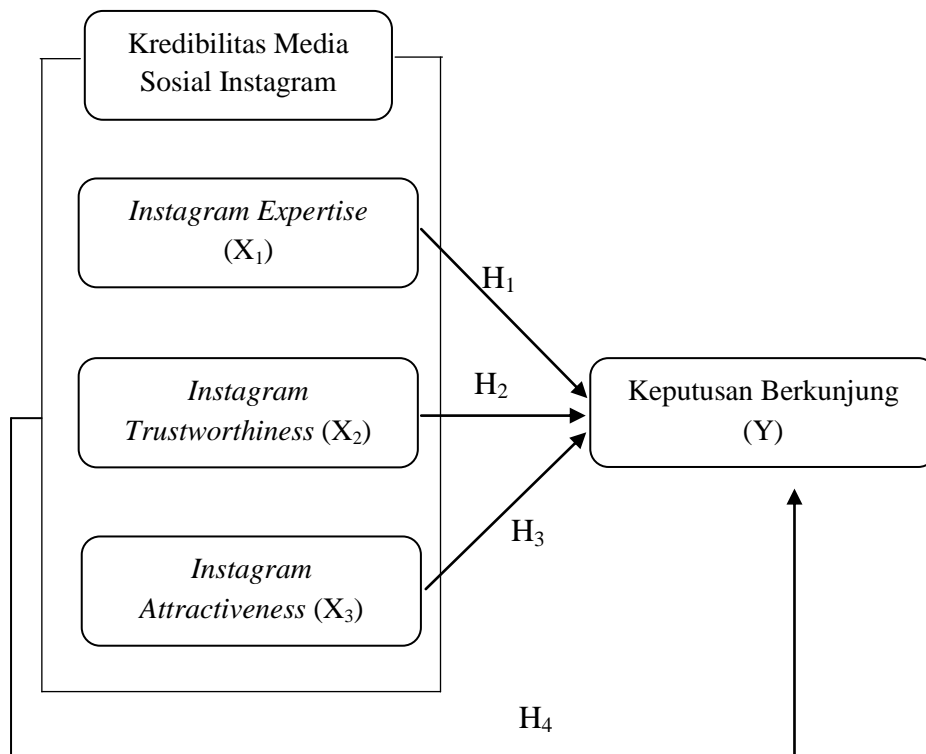 Kredibilitas Media
Sosial Instagram
Instagram Expertise
(X₁)
H₁
Instagram
Trustworthiness (X₂)
H₂
Keputusan Berkunjung
(Y)
H₃
Instagram
Attractiveness (X₃)
H₄